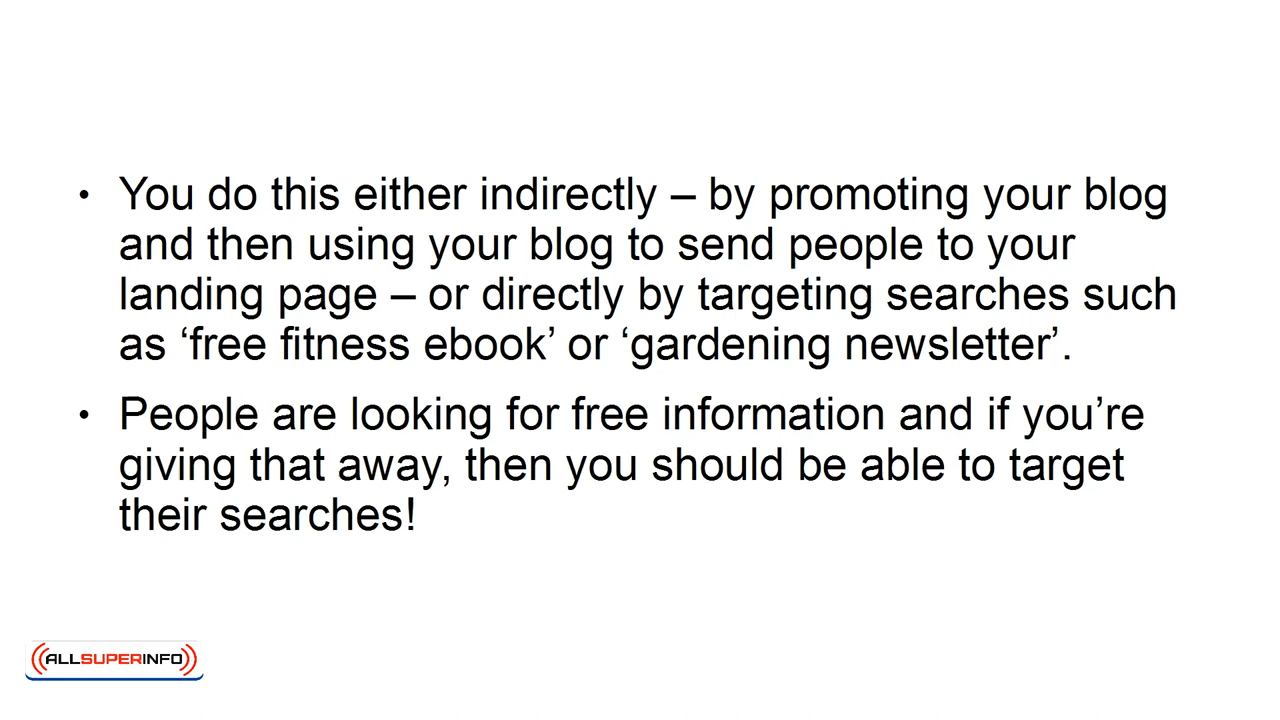 • You do this either indirectly – by promoting your blog
and then using your blog to send people to your
landing page – or directly by targeting searches such
as ‘free fitness ebook’ or ‘gardening newsletter’.
• People are looking for free information and if you’re
giving that away, then you should be able to target
their searches!
ALLSUPERINFO